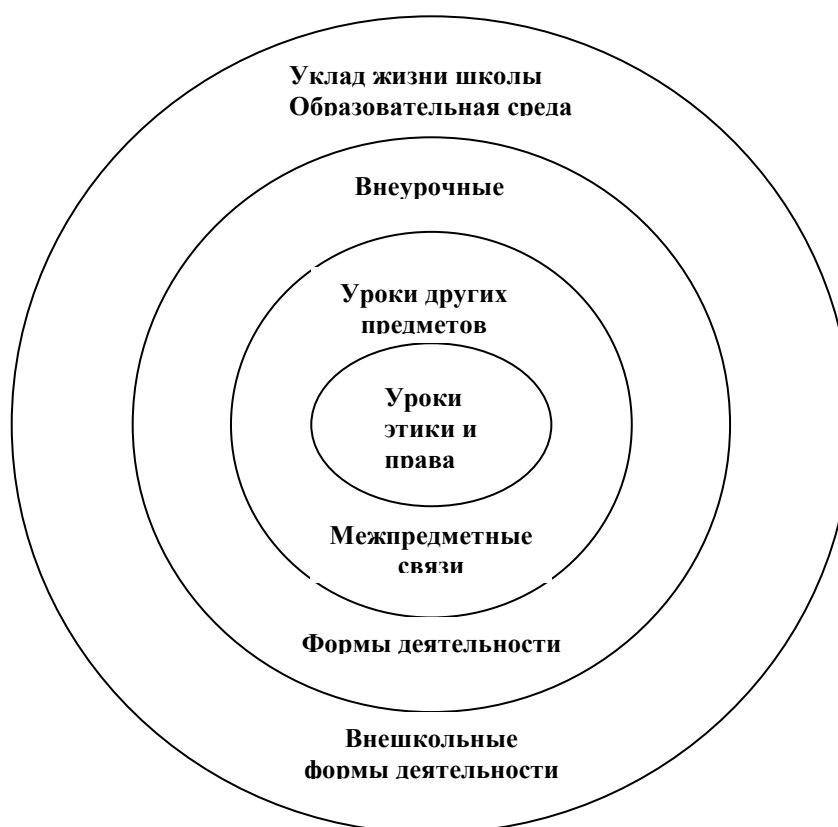 Уклад жизни школы
Образовательная среда
Внеурочные
Уроки других
предметов
Уроки
этики и
права
Межпредметные
связи
Формы деятельности
Внешкольные
формы деятельности